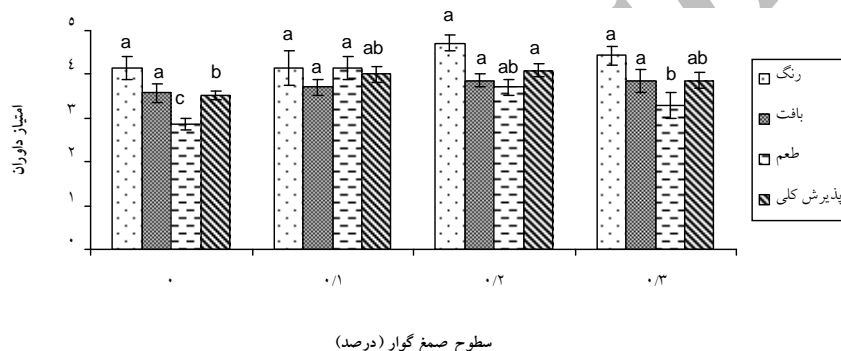 امتیاز داوران
۵
٤
۳
۲
۱
۰
a a c b
a a a ab
a a ab a
a a b ab
۰ ۰/۱ ۰/۲ ۰/۳
سطوح صمغ گوار (درصد)
رنگ
بافت
طعم
پذیرش کلی